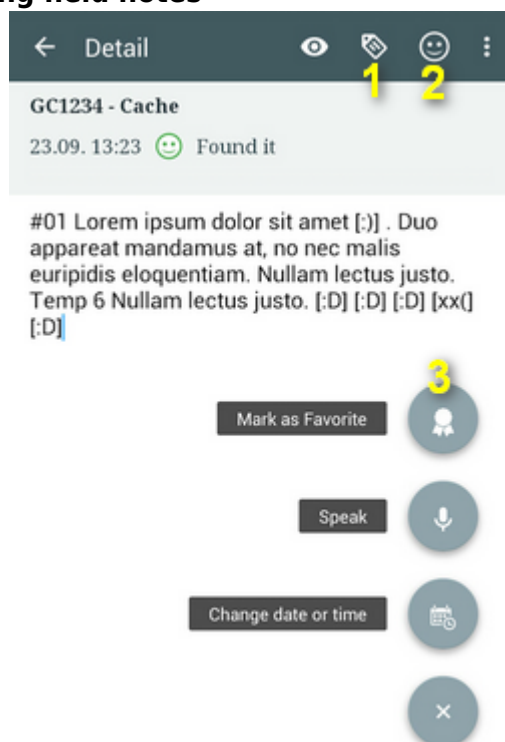 ng field notes
Detail
1 2
GC1234 - Cache
23.09. 13:23 Found it
#01 Lorem ipsum dolor sit amet [:)] . Duo
appareat mandamus at, no nec malis
euripidis eloquentiam. Nullam lectus justo.
Temp 6 Nullam lectus justo. [:D] [:D] [:D] [xx(]
[:D]
3
Mark as Favorite
Speak
Change date or time